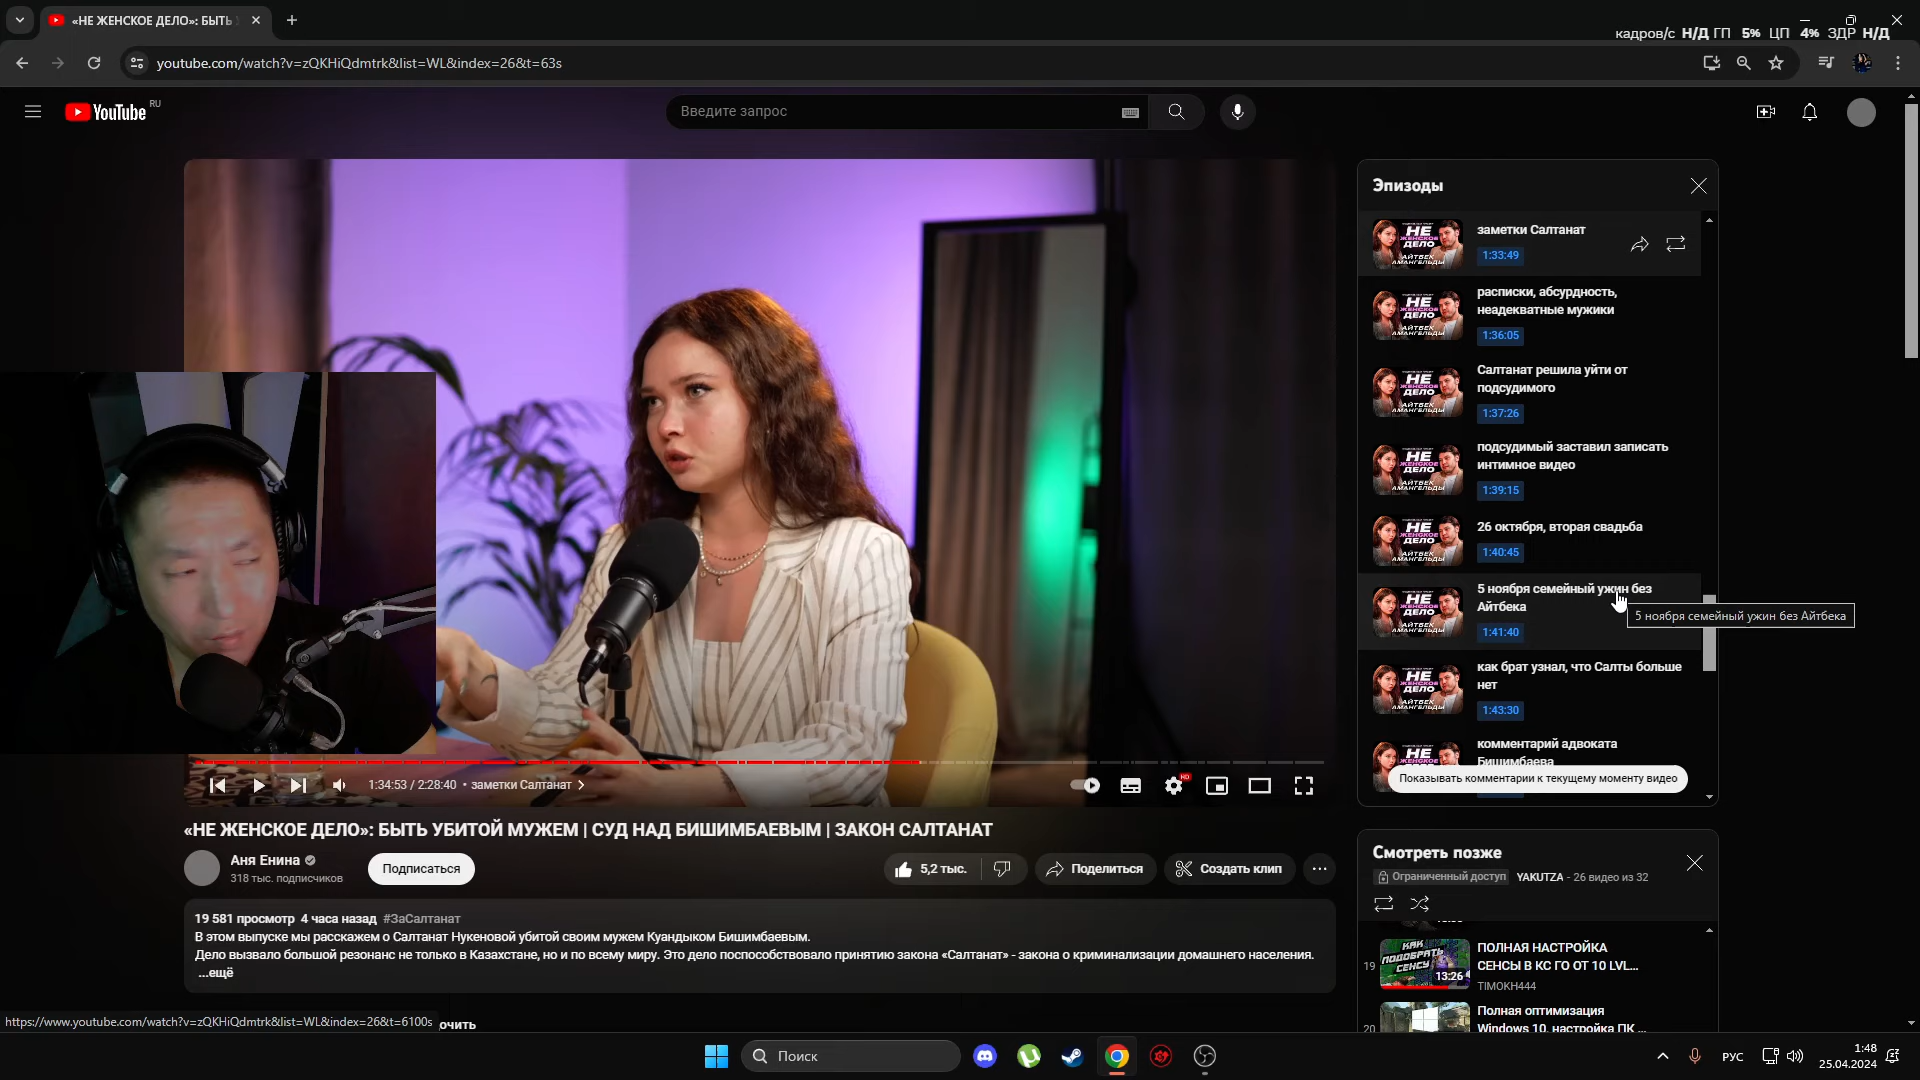 «НЕ ЖЕНСКОЕ ДЕЛО»: БЫТЬ
кадров/с Н/Д ГП 5% ЦП 4% ЗДР Н/Д
youtube.com/watch?v=zQKHiQdmtrk&list=WL&index=26&t=63s
YouTube RU
Введите запрос
Эпизоды
заметки Салтанат
1:33:49
расписки, абсурдность,
неадекватные мужики
1:36:05
Салтанат решила уйти от
подсудимого
1:37:26
подсудимый заставил записать
интимное видео
1:39:15
26 октября, вторая свадьба
1:40:45
5 ноября семейный ужин без
Айтбека
1:41:40
5 ноября семейный ужин без Айтбека
как брат узнал, что Салты больше
нет
1:43:30
комментарий адвоката
Бишимбаева
Показывать комментарии к текущему моменту видео
НЕ
ЖЕНСКОЕ
ДЕЛО
АЙТБЕК
АМАНГЕЛЬДЫ
1:34:53 / 2:28:40 • заметки Салтанат
HD
«НЕ ЖЕНСКОЕ ДЕЛО»: БЫТЬ УБИТОЙ МУЖЕМ | СУД НАД БИШИМБАЕВЫМ | ЗАКОН САЛТАНАТ
Аня Енина
318 тыс. подписчиков
Подписаться
5,2 тыс.
Поделиться
Создать клип
19 581 просмотр 4 часа назад #ЗаСалтанат
В этом выпуске мы расскажем о Салтанат Нукеновой убитой своим мужем Куандыком Бишимбаевым.
Дело вызвало большой резонанс не только в Казахстане, но и по всему миру. Это дело поспособствовало принятию закона «Салтанат» - закона о криминализации домашнего населения.
...ещё
Смотреть позже
Ограниченный доступ YAKUTZA - 26 видео из 32
19
КАК
ПОДОБРАТЬ
СЕНСУ
13:26
ПОЛНАЯ НАСТРОЙКА
СЕНСЫ В КС ГО ОТ 10 LVL...
TIMOKH444
20
Полная оптимизация
Windows 10, настройка ПК ...
https://www.youtube.com/watch?v=zQKHiQdmtrk&list=WL&index=26&t=6100s
очить
Поиск
РУС
1:48
25.04.2024